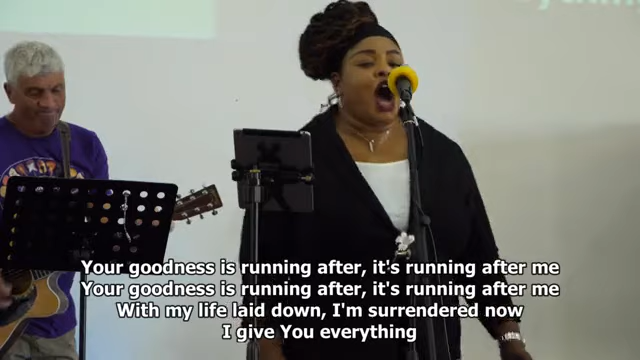 Your goodness is running after, it's running after me
Your goodness is running after, it's running after me
With my life laid down, I'm surrendered now
I give You everything